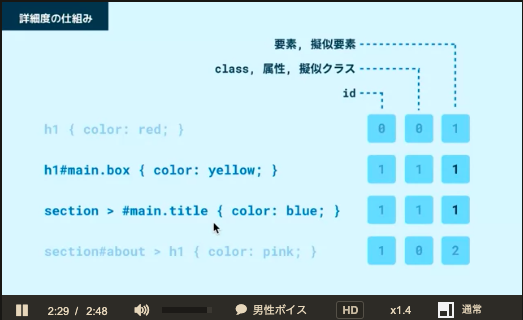 詳細度の仕組み
要素, 擬似要素
class, 属性, 擬似クラス
id
h1 { color: red; } 0 0 1
h1#main.box { color: yellow; } 1 1 1
section > #main.title { color: blue; } 1 1 1
section#about > h1 { color: pink; } 1 0 2
2:29 / 2:48 男性ボイス HD x1.4 通常